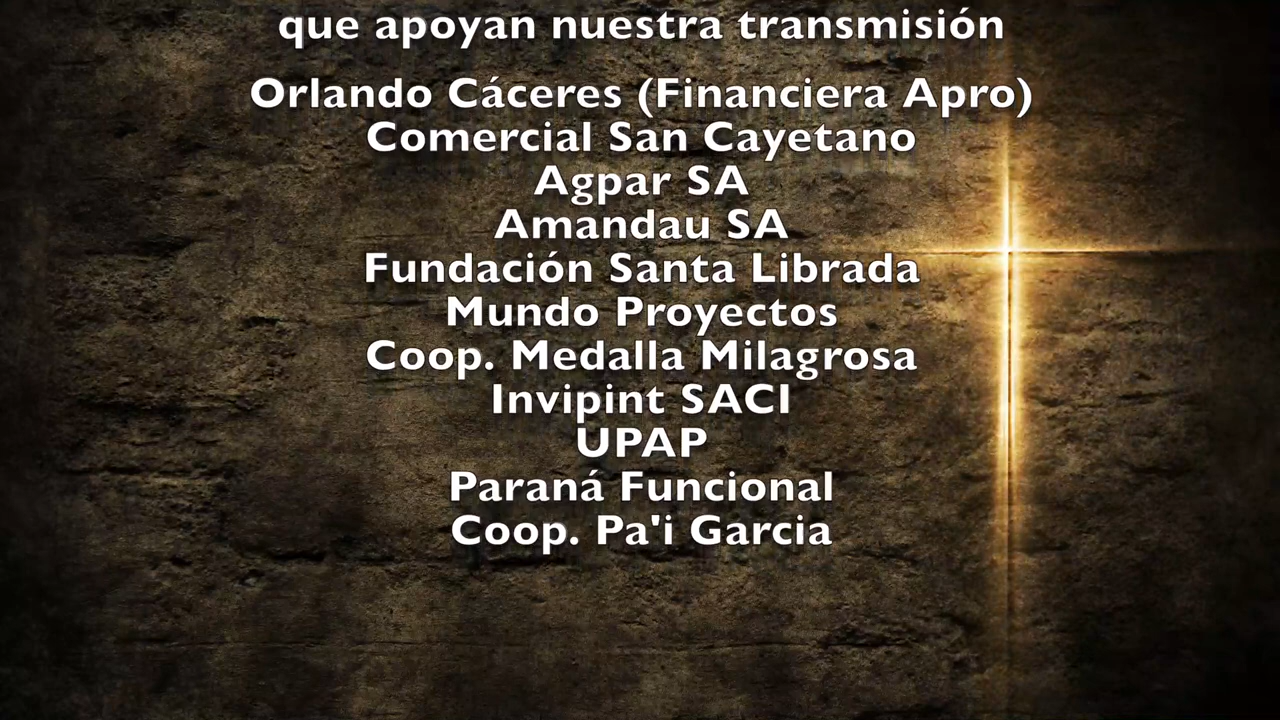 que apoyan nuestra transmisión
Orlando Cáceres (Financiera Apro)
Comercial San Cayetano
Agpar SA
Amandau SA
Fundación Santa Librada
Mundo Proyectos
Coop. Medalla Milagrosa
Invipint SACI
UPAP
Paraná Funcional
Coop. Pa'i Garcia